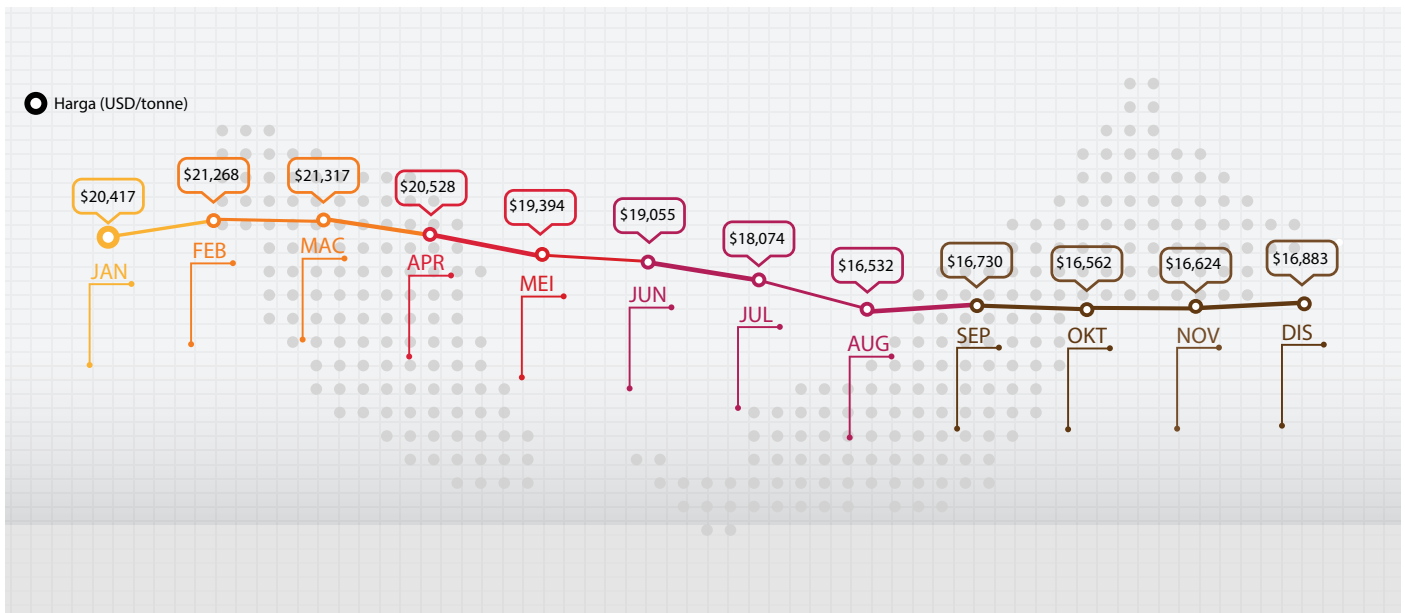 Harga (USD/tonne)
$20,417
JAN
$21,268
FEB
$21,317
MAC
$20,528
APR
$19,394
MEI
$19,055
JUN
$18,074
JUL
$16,532
AUG
$16,730
SEP
$16,562
OKT
$16,624
NOV
$16,883
DIS